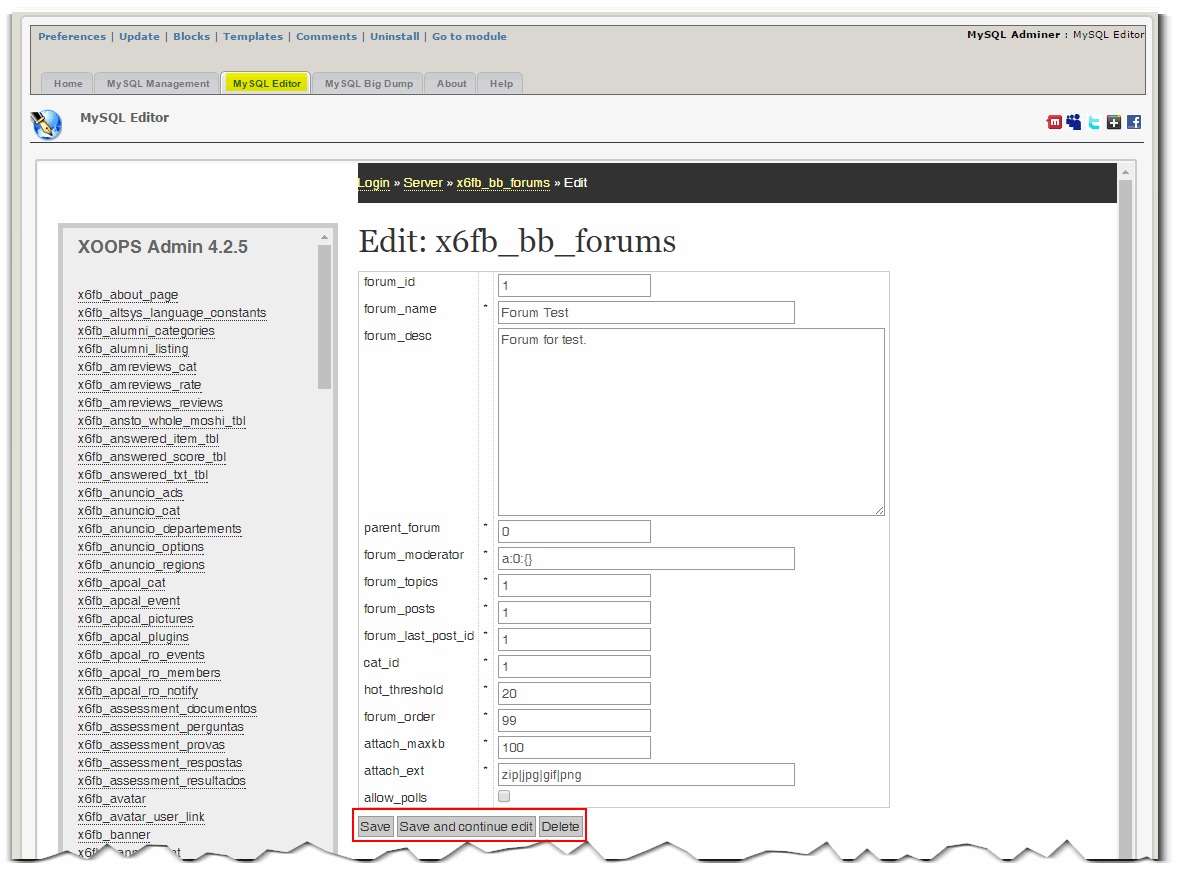 Preferences | Update | Blocks | Templates | Comments | Uninstall | Go to module
MySQL Adminer : MySQL Editor
Home MySQL Management MySQL Editor MySQL Big Dump About Help
MySQL Editor
Login » Server » x6fb_bb_forums » Edit
XOOPS Admin 4.2.5
x6fb_about_page
x6fb_altsys_language_constants
x6fb_alumni_categories
x6fb_alumni_listing
x6fb_amreviews_cat
x6fb_amreviews_rate
x6fb_amreviews_reviews
x6fb_ansto_whole_moshi_tbl
x6fb_answered_item_tbl
x6fb_answered_score_tbl
x6fb_answered_txt_tbl
x6fb_anuncio_ads
x6fb_anuncio_cat
x6fb_anuncio_departements
x6fb_anuncio_options
x6fb_anuncio_regions
x6fb_apcal_cat
x6fb_apcal_event
x6fb_apcal_pictures
x6fb_apcal_plugins
x6fb_apcal_ro_events
x6fb_apcal_ro_members
x6fb_apcal_ro_notify
x6fb_assessment_documentos
x6fb_assessment_perguntas
x6fb_assessment_provas
x6fb_assessment_respostas
x6fb_assessment_resultados
x6fb_avatar
x6fb_avatar_user_link
x6fb_banner
Edit: x6fb_bb_forums
forum_id 1
forum_name * Forum Test
forum_desc Forum for test.
parent_forum * 0
forum_moderator * a:0:{}
forum_topics * 1
forum_posts * 1
forum_last_post_id * 1
cat_id * 1
hot_threshold * 20
forum_order * 99
attach_maxkb * 100
attach_ext * zip|jpg|gif|png
allow_polls
Save Save and continue edit Delete